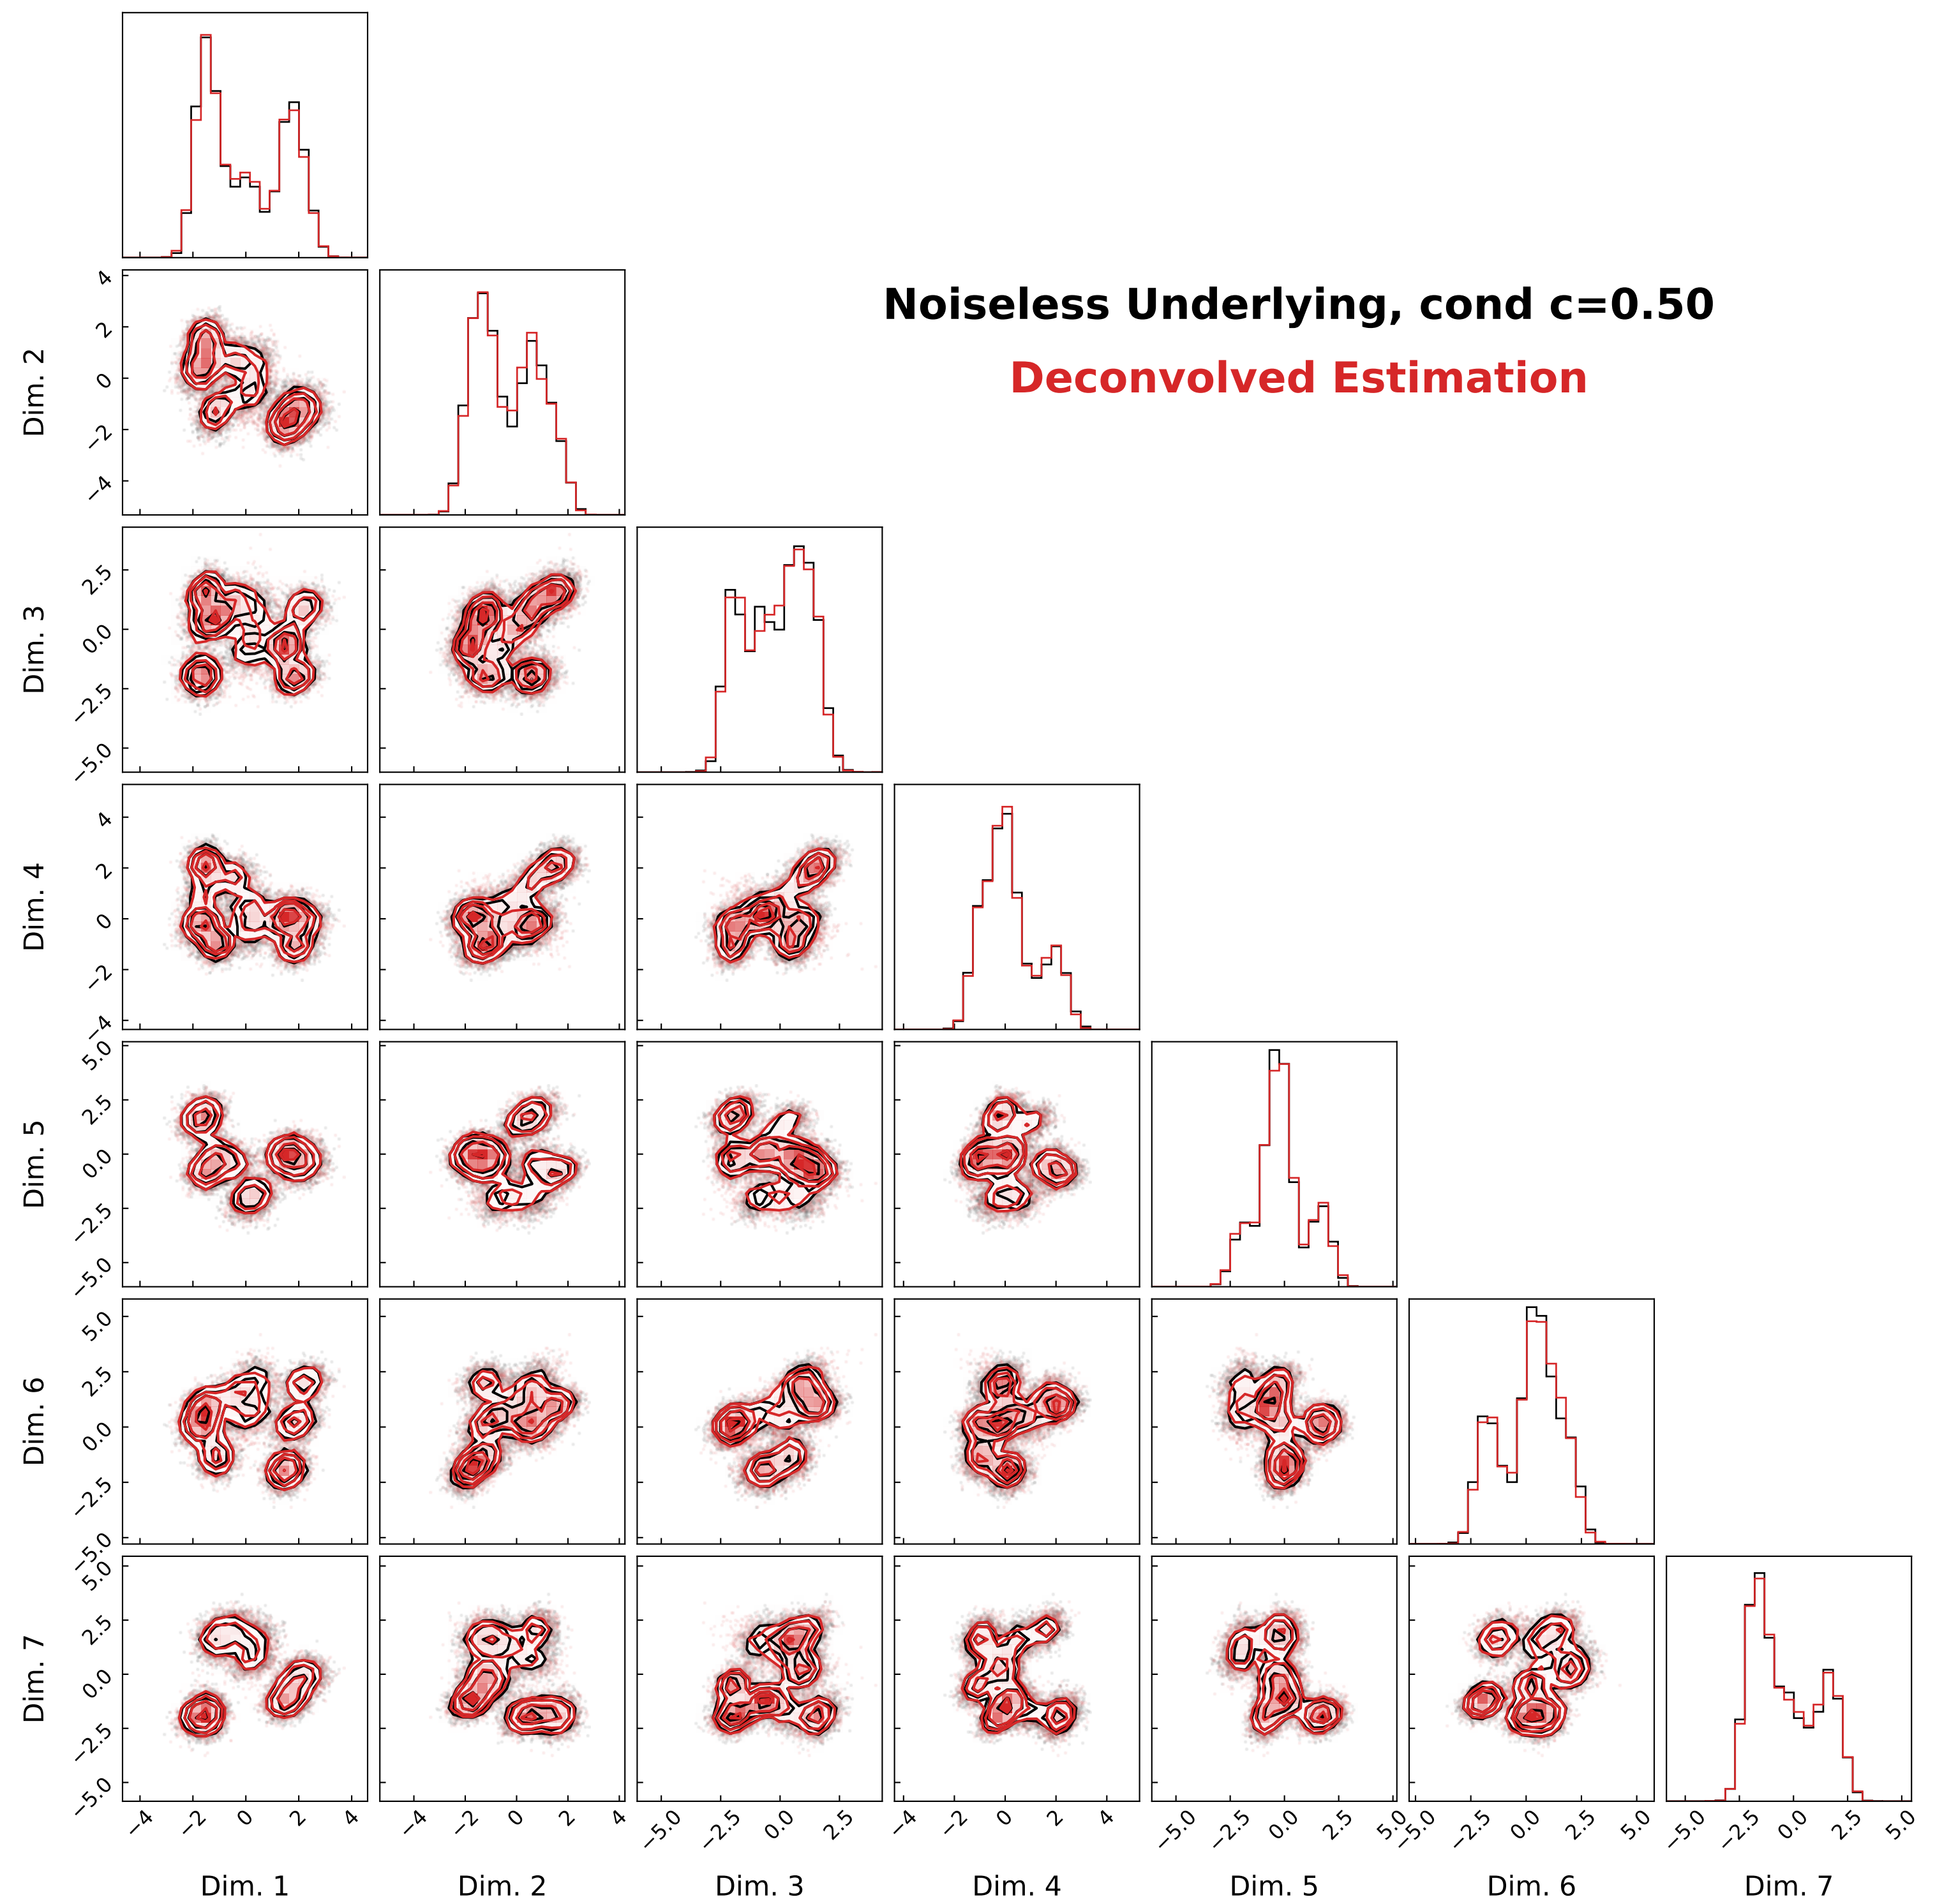 Noiseless Underlying, cond c=0.50
Deconvolved Estimation
4
2
0
−2
−4
Dim. 2
2.5
0.0
−2.5
−5.0
Dim. 3
4
2
0
−2
−4
Dim. 4
5.0
2.5
0.0
−2.5
−5.0
Dim. 5
5.0
2.5
0.0
−2.5
−5.0
Dim. 6
5.0
2.5
0.0
−2.5
−5.0
Dim. 7
−4 −2 0 2 4 −4 −2 0 2 4 −5.0 −2.5 0.0 2.5 −4 −2 0 2 4 −5.0 −2.5 0.0 2.5 5.0 −5.0 −2.5 0.0 2.5 5.0 −5.0 −2.5 0.0 2.5 5.0
Dim. 1 Dim. 2 Dim. 3 Dim. 4 Dim. 5 Dim. 6 Dim. 7